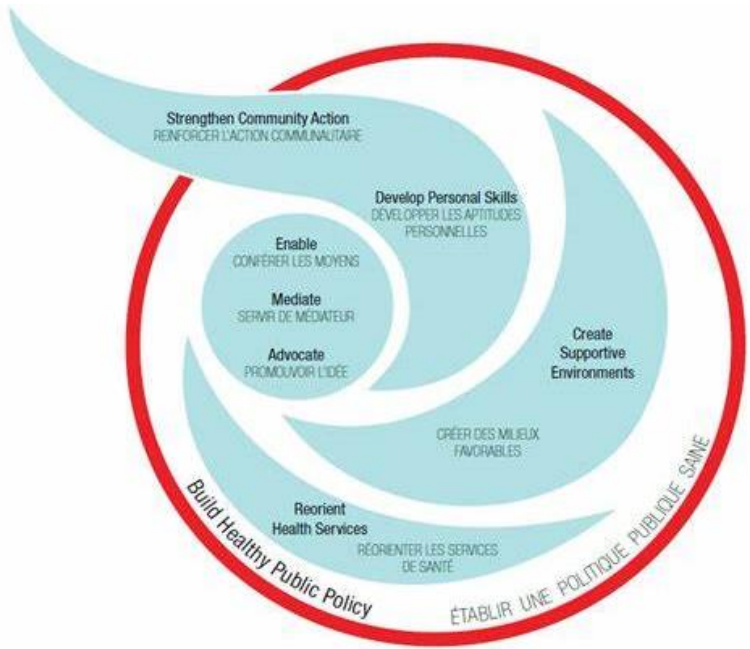 Strengthen Community Action
REINFORCER L'ACTION COMMUNAUTAIRE
Develop Personal Skills
DÉVELOPPER LES APTITUDES
PERSONNELLES
Enable
CONFÉRER LES MOYENS
Mediate
SERVIR DE MÉDIATEUR
Advocate
PROMOUVOIR L'IDÉE
Create
Supportive
Environments
CRÉER DES MILIEUX
FAVORABLES
Reorient
Health Services
RÉORIENTER LES SERVICES
DE SANTÉ
Build Healthy Public Policy
ÉTABLIR UNE POLITIQUE PUBLIQUE SAINE